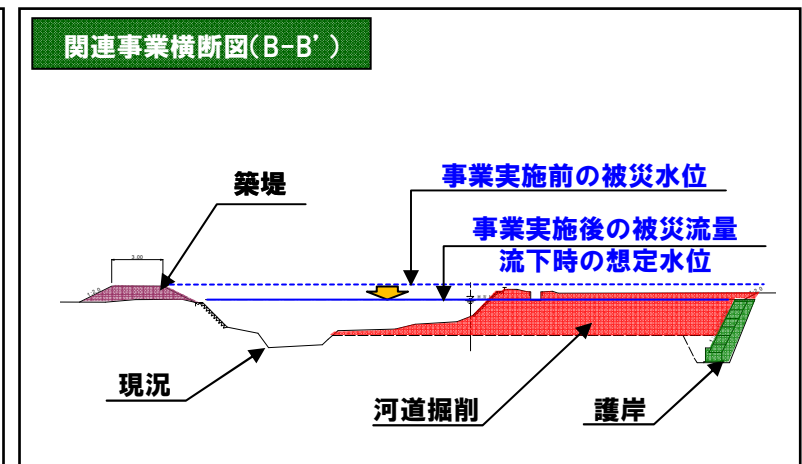 関連事業横断図(B-B')
築堤
事業実施前の被災水位
事業実施後の被災流量
流下時の想定水位
3.00
現況
河道掘削
護岸